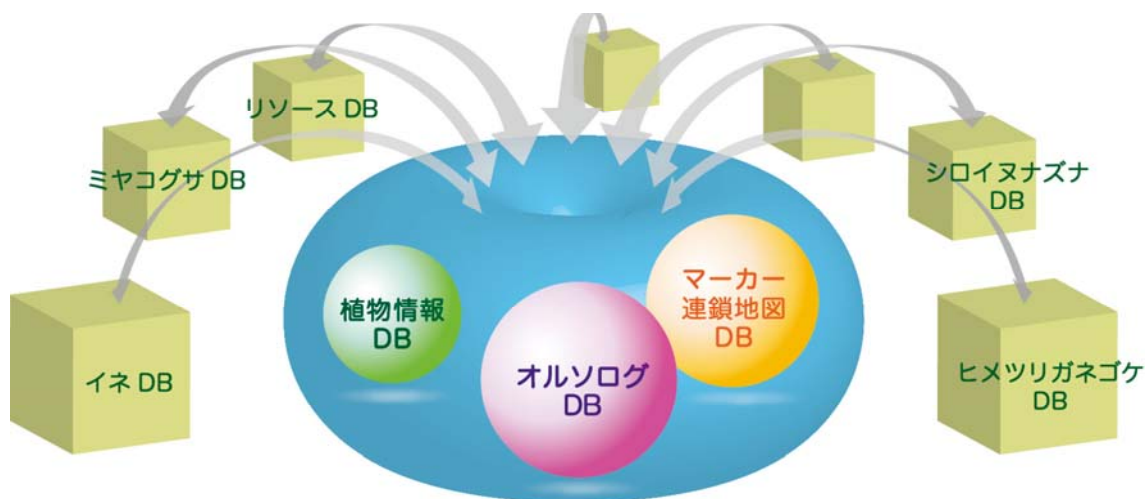 リソース DB
ミヤコグサ DB
シロイヌナズナ
DB
イネ DB
ヒメツリガネゴケ
DB
植物情報
DB
オルソログ
DB
マーカー
連鎖地図
DB